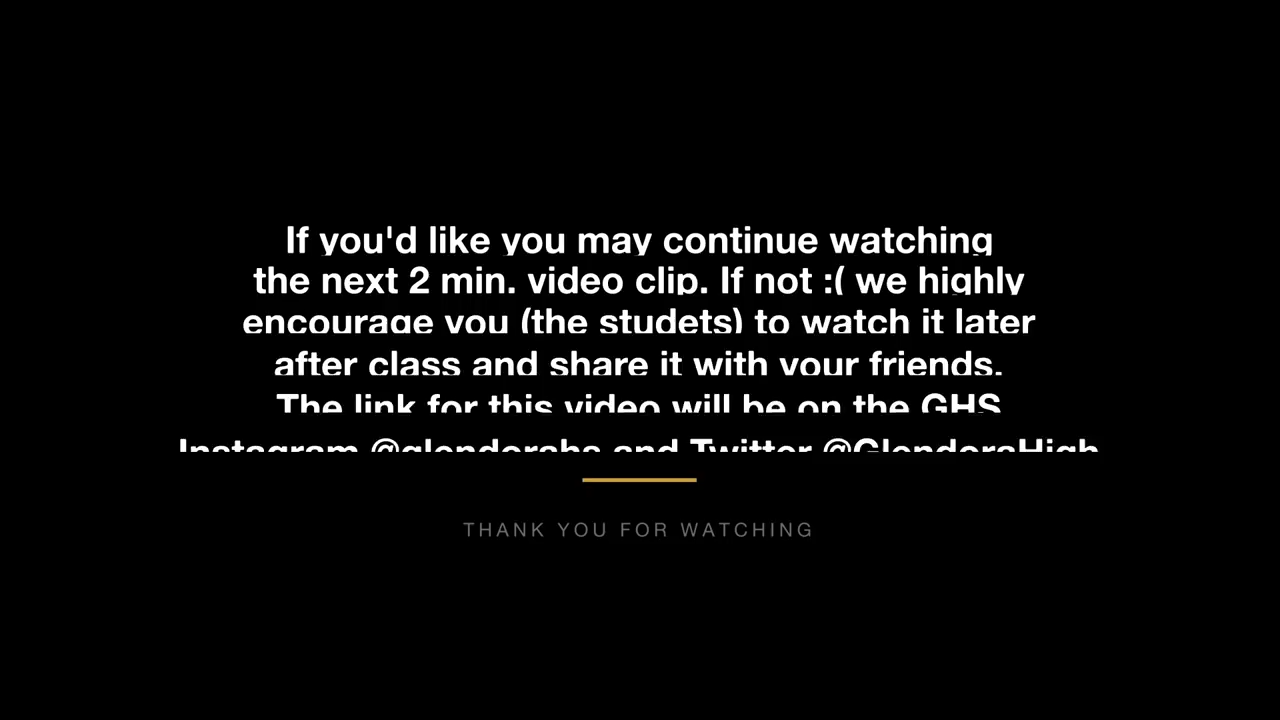 If you'd like you may continue watching
the next 2 min. video clip. If not :( we highly
encourage you (the studets) to watch it later
after class and share it with your friends.
The link for this video will be on the GHS
Instagram @glendorahs and Twitter @GlendoraHigh
THANK YOU FOR WATCHING